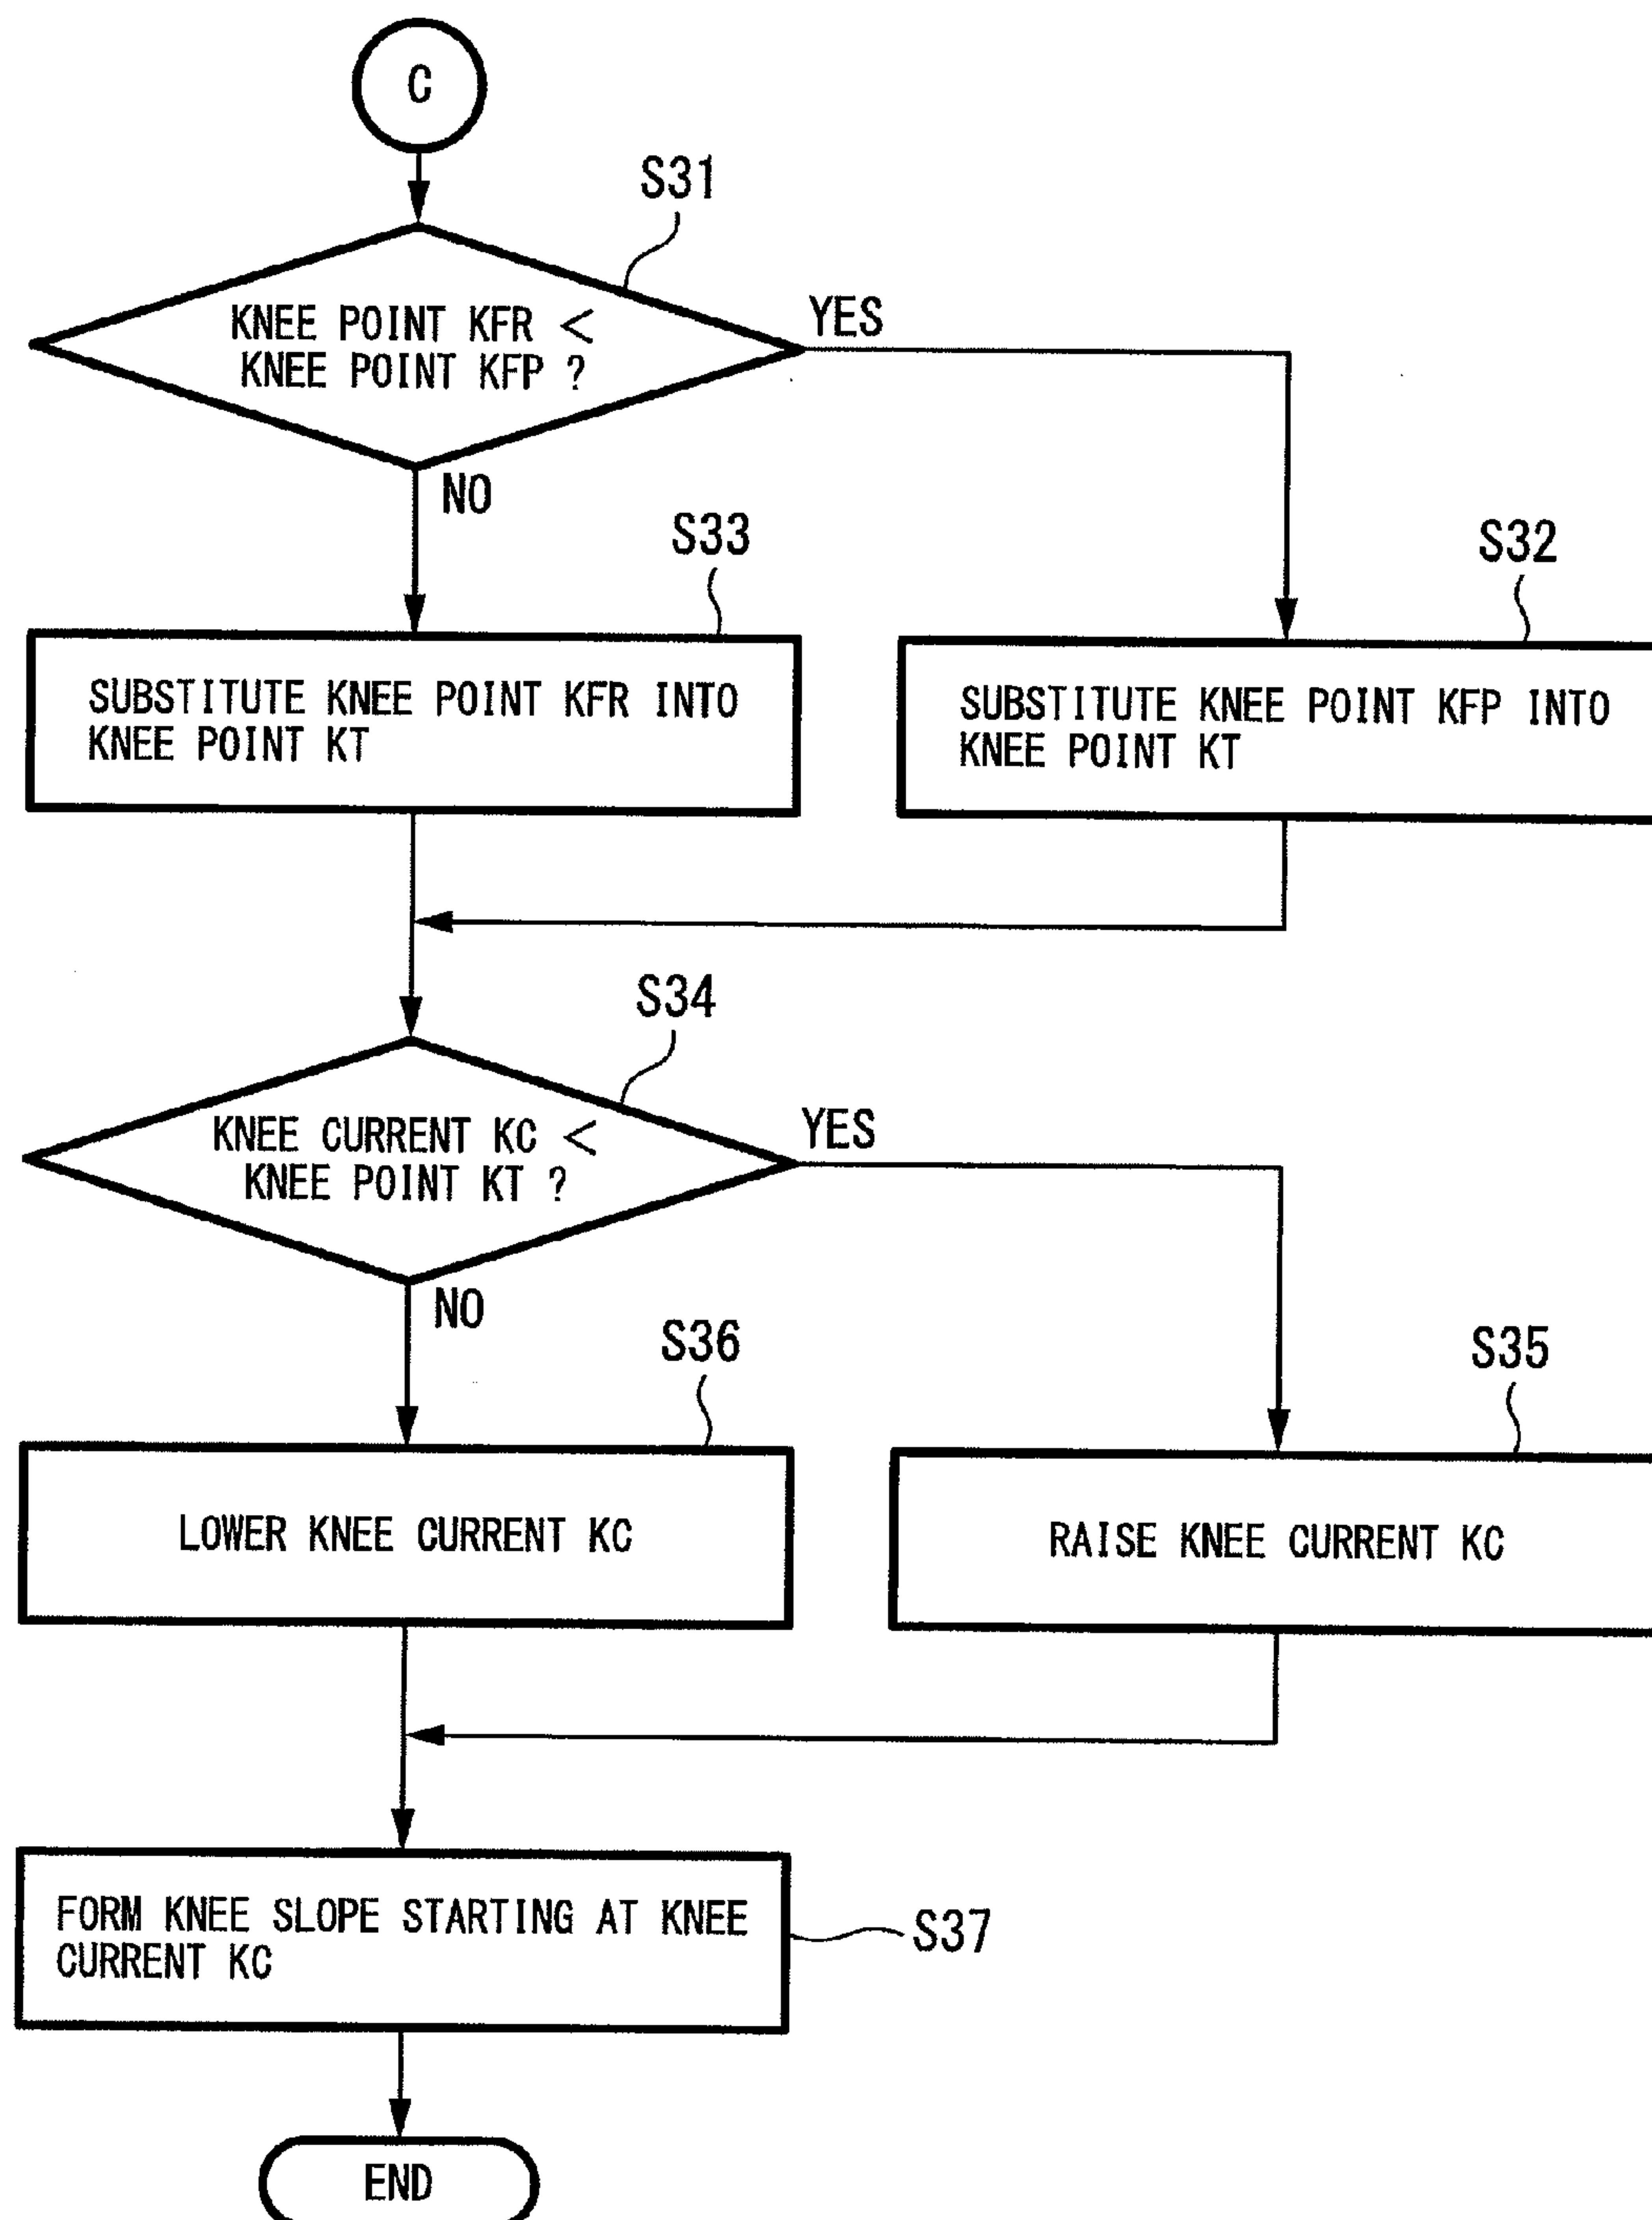 C
S31
KNEE POINT KFR <
KNEE POINT KFP ?
YES
NO
S33
S32
SUBSTITUTE KNEE POINT KFR INTO
KNEE POINT KT
SUBSTITUTE KNEE POINT KFP INTO
KNEE POINT KT
S34
KNEE CURRENT KC <
KNEE POINT KT ?
YES
NO
S36
S35
LOWER KNEE CURRENT KC
RAISE KNEE CURRENT KC
FORM KNEE SLOPE STARTING AT KNEE
CURRENT KC
S37
END